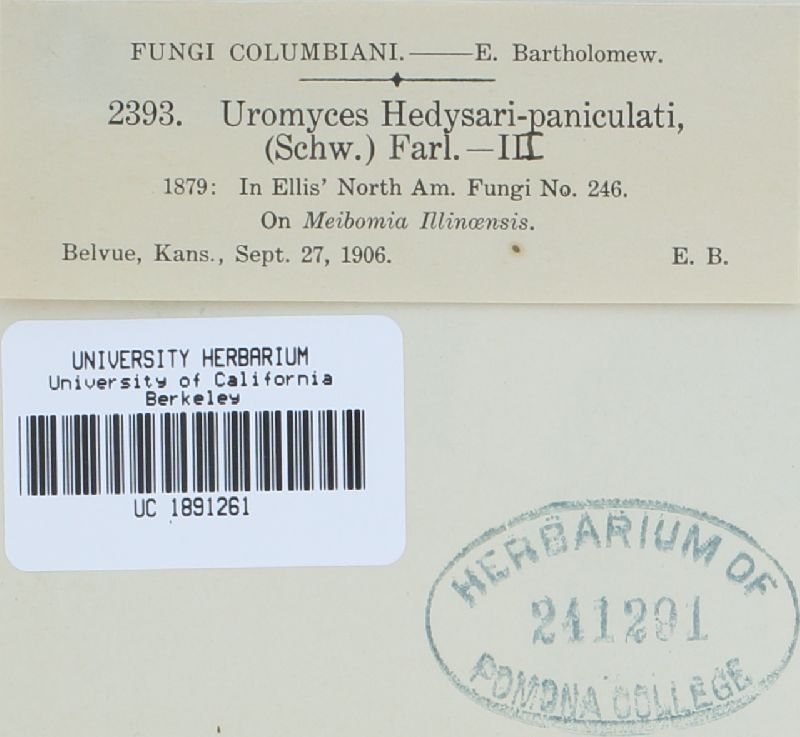 FUNGI COLUMBIANI.——E. Bartholomew.
2393. Uromyces Hedysari-paniculati,
(Schw.) Farl.—III
1879: In Ellis' North Am. Fungi No. 246.
On Meibomia Illinœnsis.
Belvue, Kans., Sept. 27, 1906. E. B.
UNIVERSITY HERBARIUM
University of California
Berkeley
UC 1891261
HERBARIUM OF
241291
POMONA COLLEGE